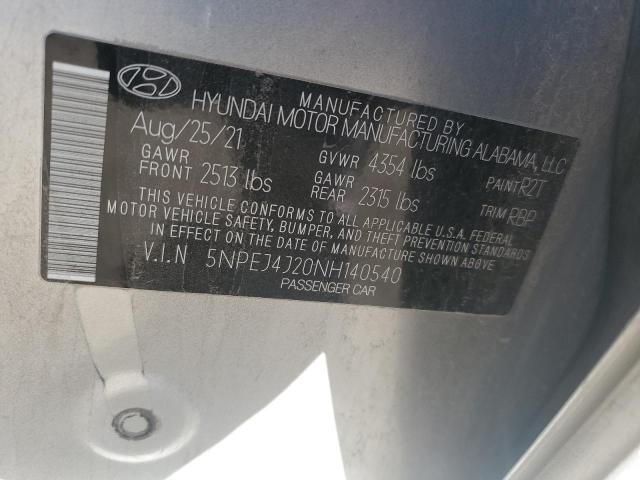 MANUFACTURED BY
HYUNDAI MOTOR MANUFACTURING ALABAMA, LLC
Aug/25/21 GVWR 4354 lbs PAINT P2T
GAWR FRONT 2513 lbs GAWR REAR 2315 lbs TRIM RBP
THIS VEHICLE CONFORMS TO ALL APPLICABLE U.S.A. FEDERAL
MOTOR VEHICLE SAFETY, BUMPER, AND THEFT PREVENTION STANDARDS
IN EFFECT ON THE DATE OF MANUFACTURE SHOWN ABOVE.
V.I.N 5NPEJ4J20NH140540
PASSENGER CAR